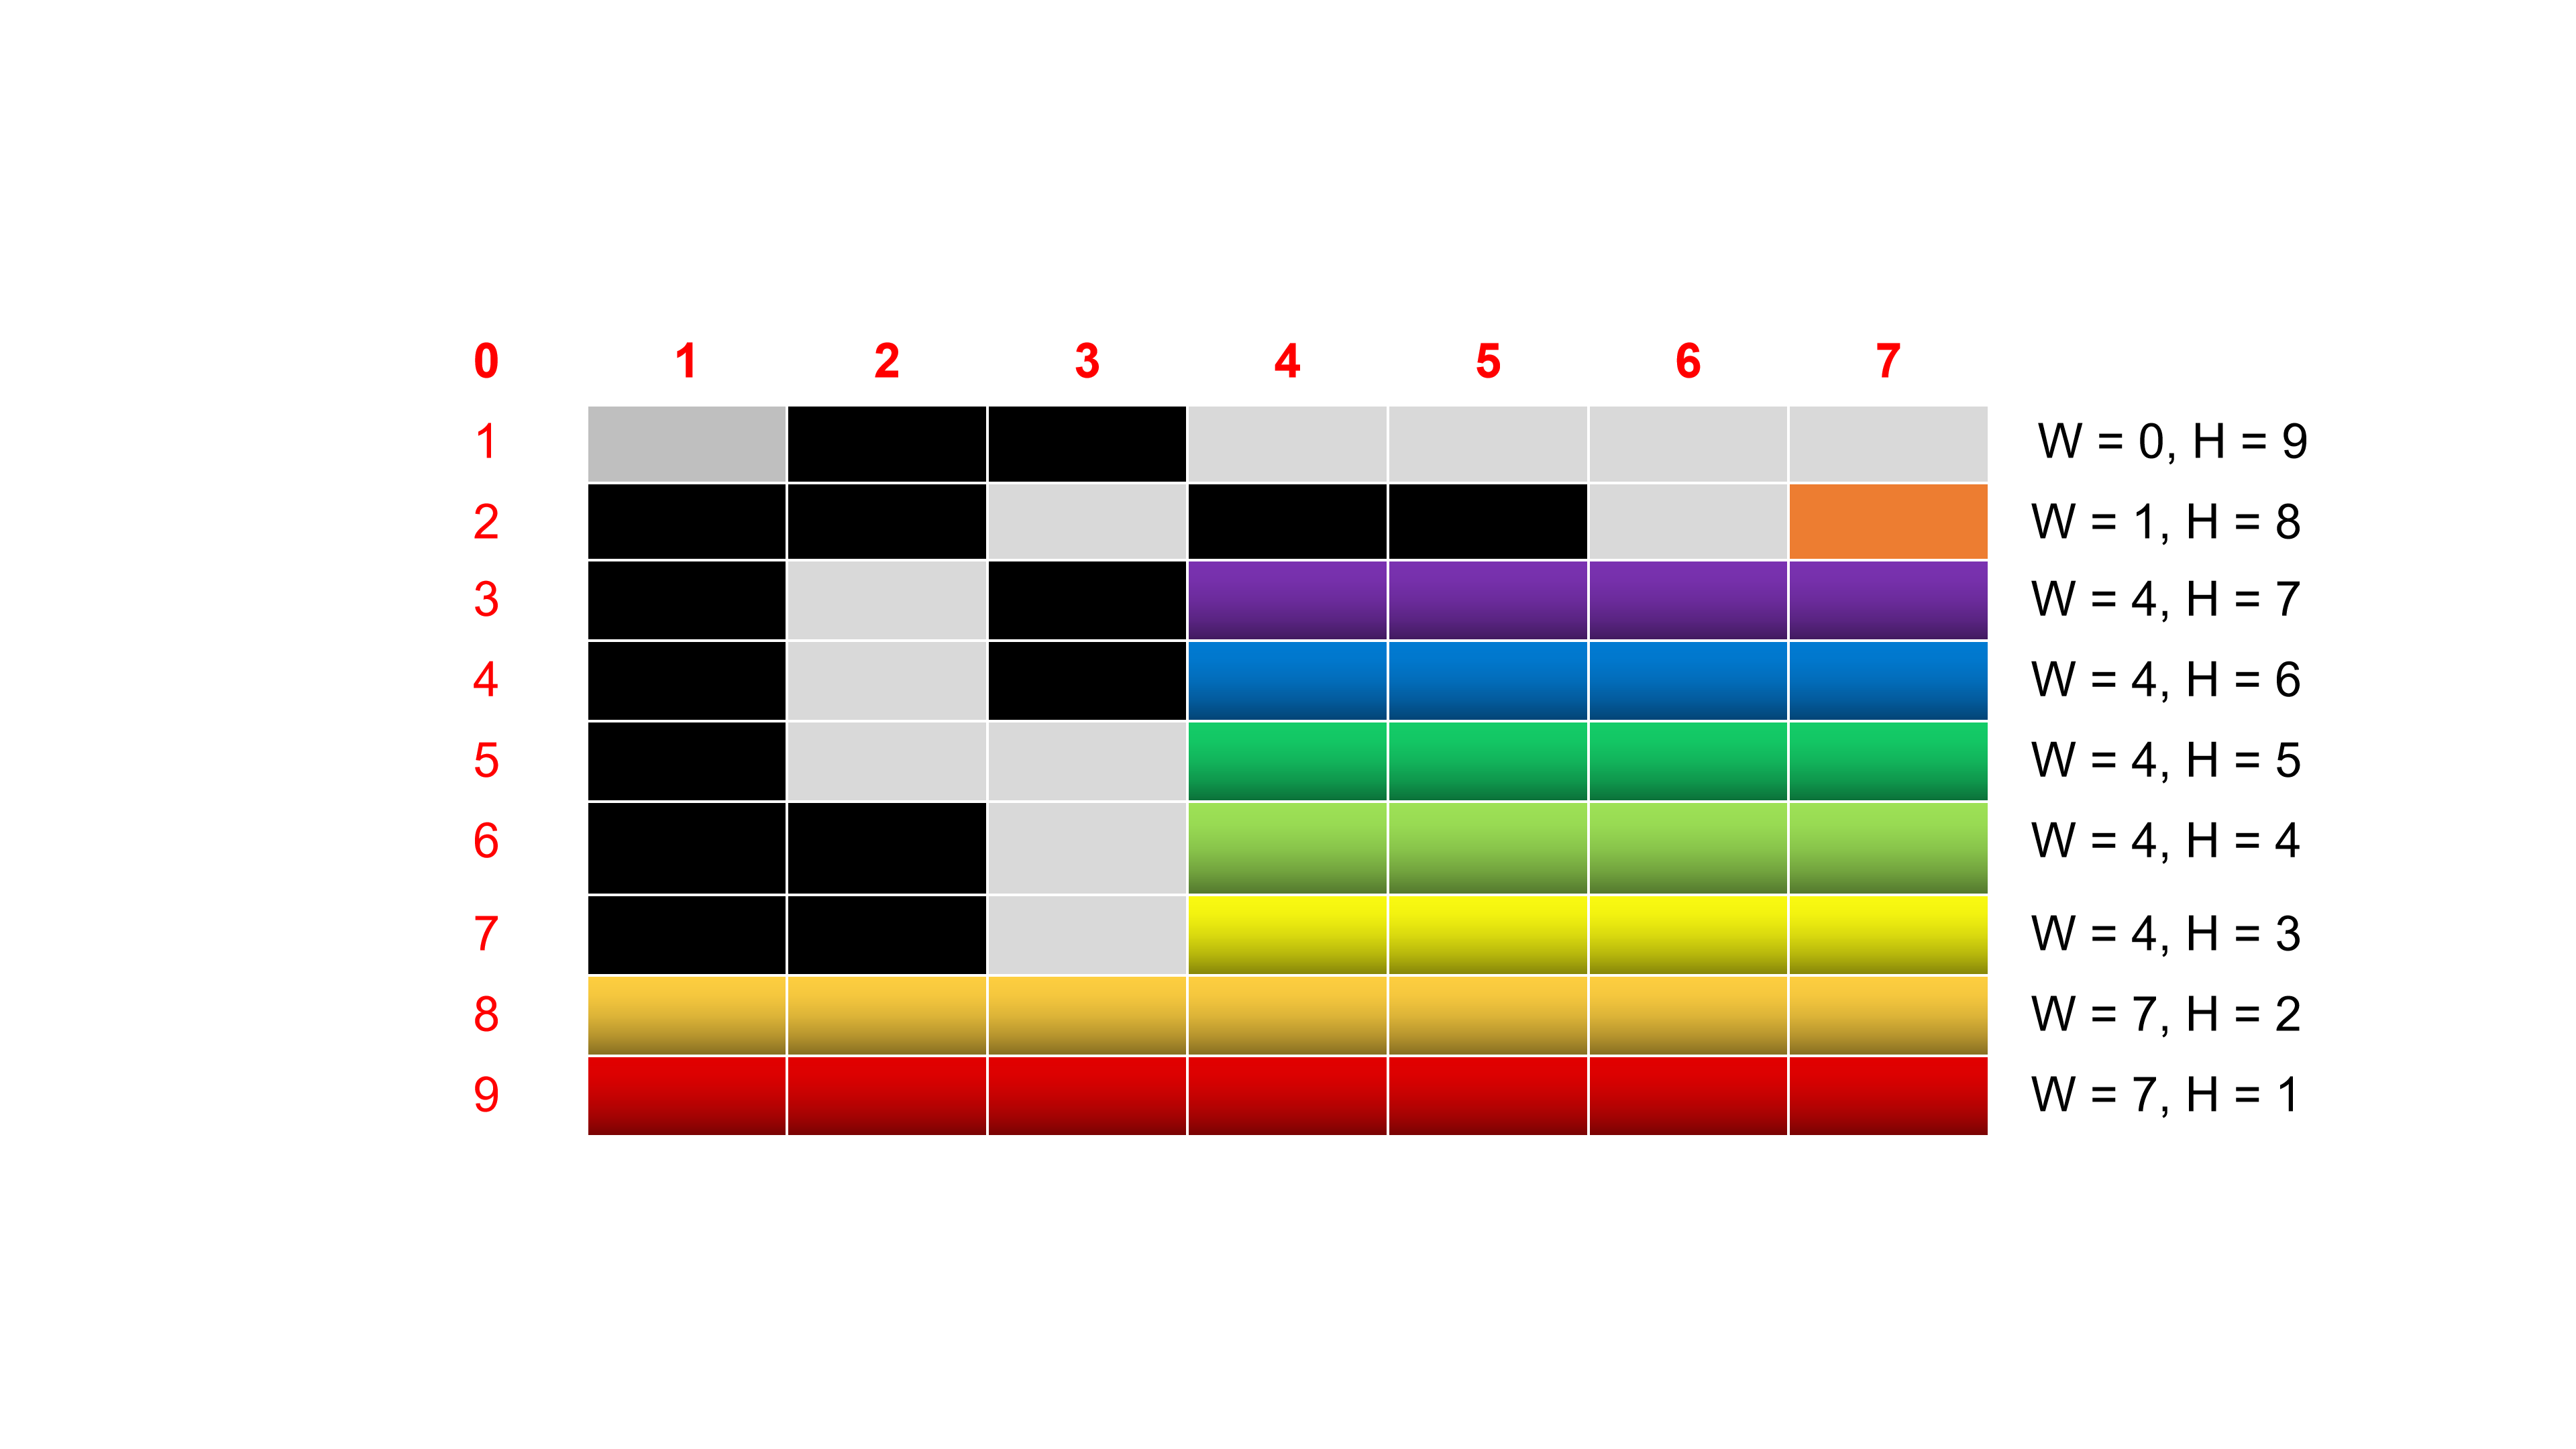 0 1 2 3 4 5 6 7
1 W = 0, H = 9
2 W = 1, H = 8
3 W = 4, H = 7
4 W = 4, H = 6
5 W = 4, H = 5
6 W = 4, H = 4
7 W = 4, H = 3
8 W = 7, H = 2
9 W = 7, H = 1